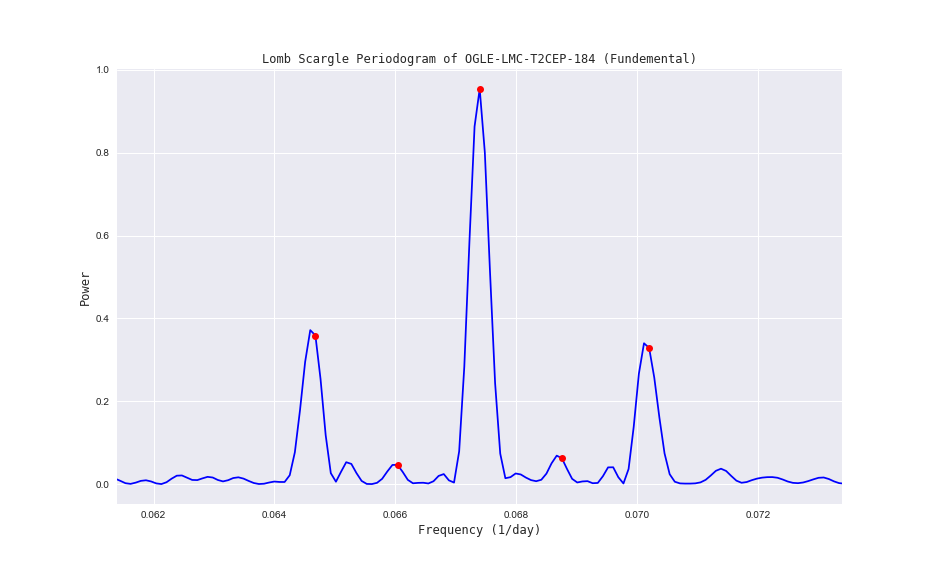 Lomb Scargle Periodogram of OGLE-LMC-T2CEP-184 (Fundemental)
1.0
0.8
0.6
0.4
0.2
0.0
Power
0.062 0.064 0.066 0.068 0.070 0.072
Frequency (1/day)